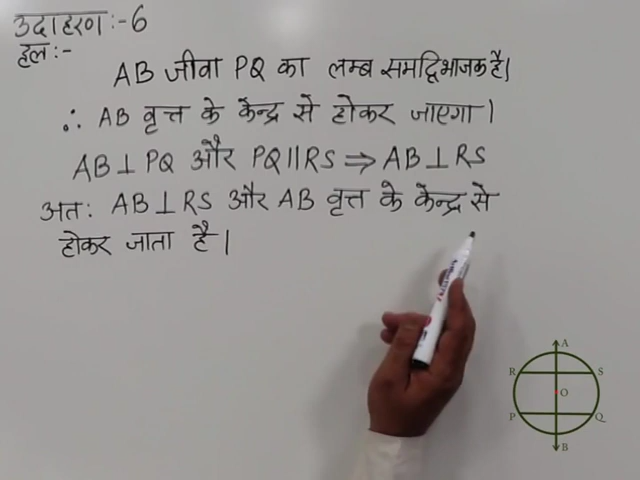 उदाहरण:-6
हल:-
AB जीवा PQ का लम्ब समद्विभाजक है।
∴ AB वृत्त के केन्द्र से होकर जाएगा।
AB⊥PQ और PQ||RS⇒AB⊥RS
अत: AB⊥RS और AB वृत्त के केन्द्र से
होकर जाता है।
A
R S
O
P Q
B